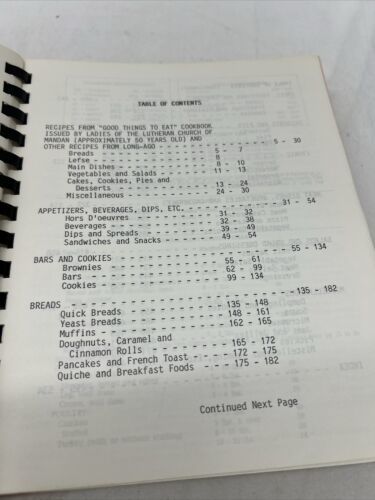 TABLE OF CONTENTS
RECIPES FROM "GOOD THINGS TO EAT" COOKBOOK
ISSUED BY LADIES OF THE LUTHERAN CHURCH OF
MANDAN (APPROXIMATELY 50 YEARS OLD) AND
OTHER RECIPES FROM LONG-AGO - - - - - - - - - - - - - - - 5 - 30
Breads - - - - - - - - - - - - - - 5 - 7
Lefse - - - - - - - - - - - - - - 8
Main Dishes - - - - - - - - - - - 8 - 10
Vegetables and Salads - - - - - - 11 - 13
Cakes, Cookies, Pies and
Desserts - - - - - - - - - - - - 13 - 24
Miscellaneous - - - - - - - - - - 24 - 30
APPETIZERS, BEVERAGES, DIPS, ETC. - - - - - - - - - - - - 31 - 54
Hors D'oeuvres - - - - - - - - - - 31 - 32
Beverages - - - - - - - - - - - - 32 - 38
Dips and Spreads - - - - - - - - - 39 - 49
Sandwiches and Snacks - - - - - - 49 - 54
BARS AND COOKIES - - - - - - - - - - - - - - - - - - - - 55 - 134
Brownies - - - - - - - - - - - - - 55 - 61
Bars - - - - - - - - - - - - - - - 62 - 99
Cookies - - - - - - - - - - - - - 99 - 134
BREADS - - - - - - - - - - - - - - - - - - - - - - - - - 135 - 182
Quick Breads - - - - - - - - - - - 135 - 148
Yeast Breads - - - - - - - - - - - 148 - 161
Muffins - - - - - - - - - - - - - 162 - 165
Doughnuts, Caramel and
Cinnamon Rolls - - - - - - - - - 165 - 172
Pancakes and French Toast - - - - 172 - 175
Quiche and Breakfast Foods - - - - 175 - 182
Continued Next Page